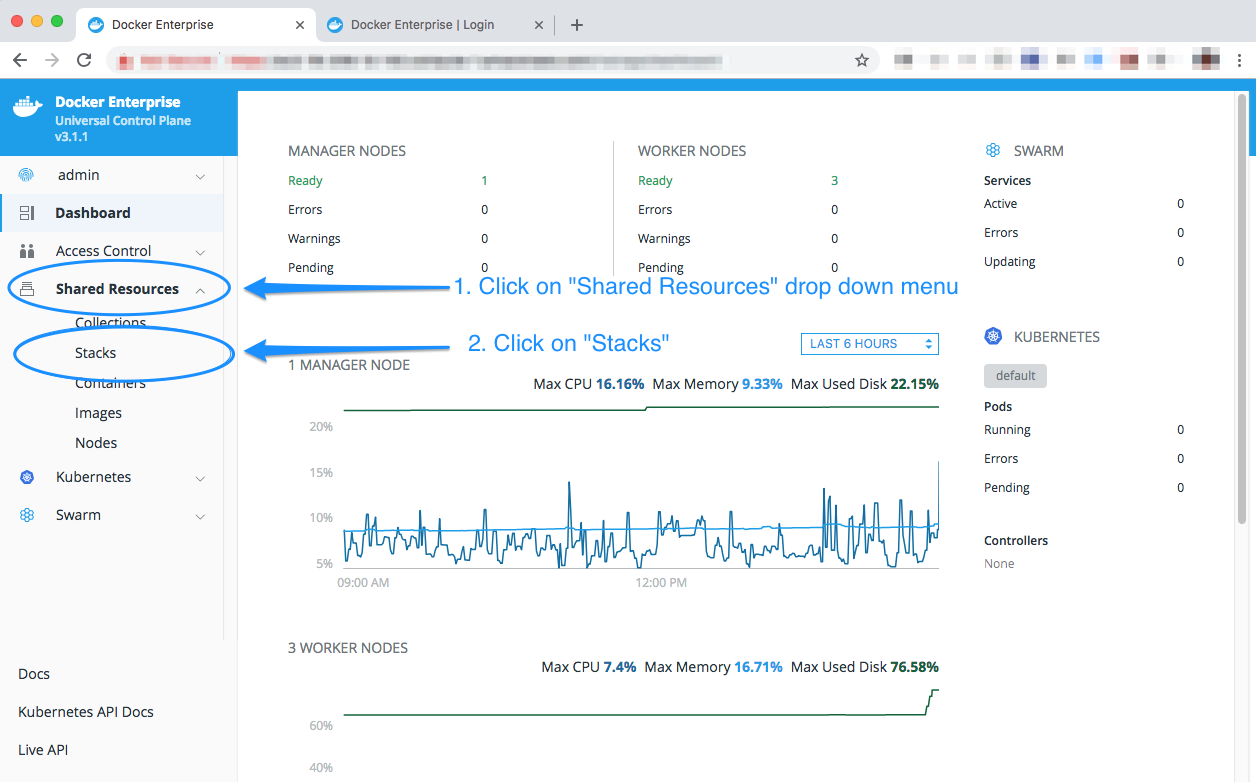 Docker Enterprise
Docker Enterprise | Login
Docker Enterprise
Universal Control Plane
v3.1.1
admin
Dashboard
Access Control
Shared Resources
Collections
Stacks
Containers
Images
Nodes
Kubernetes
Swarm
Docs
Kubernetes API Docs
Live API
MANAGER NODES
Ready 1
Errors 0
Warnings 0
Pending 0
WORKER NODES
Ready 3
Errors 0
Warnings 0
Pending 0
1. Click on "Shared Resources" drop down menu
2. Click on "Stacks"
LAST 6 HOURS
1 MANAGER NODE
Max CPU 16.16% Max Memory 9.33% Max Used Disk 22.15%
20%
15%
10%
5%
09:00 AM 12:00 PM
3 WORKER NODES
Max CPU 7.4% Max Memory 16.71% Max Used Disk 76.58%
60%
40%
SWARM
Services
Active 0
Errors 0
Updating 0
KUBERNETES
default
Pods
Running 0
Errors 0
Pending 0
Controllers
None